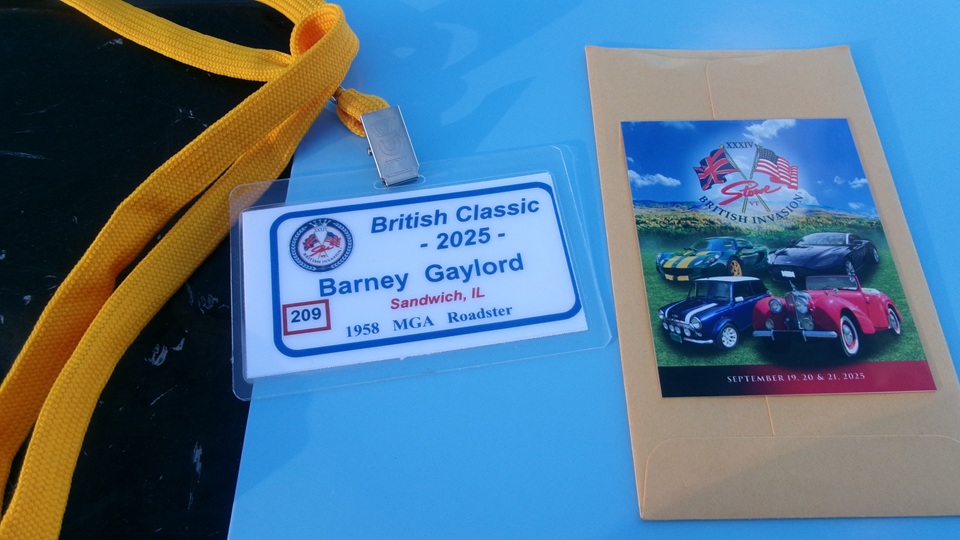 British Classic
- 2025 -
Barney Gaylord
Sandwich, IL
209
1958 MGA Roadster
XXXIV
Stowe
VT
BRITISH INVASION
SEPTEMBER 19, 20 & 21, 2025